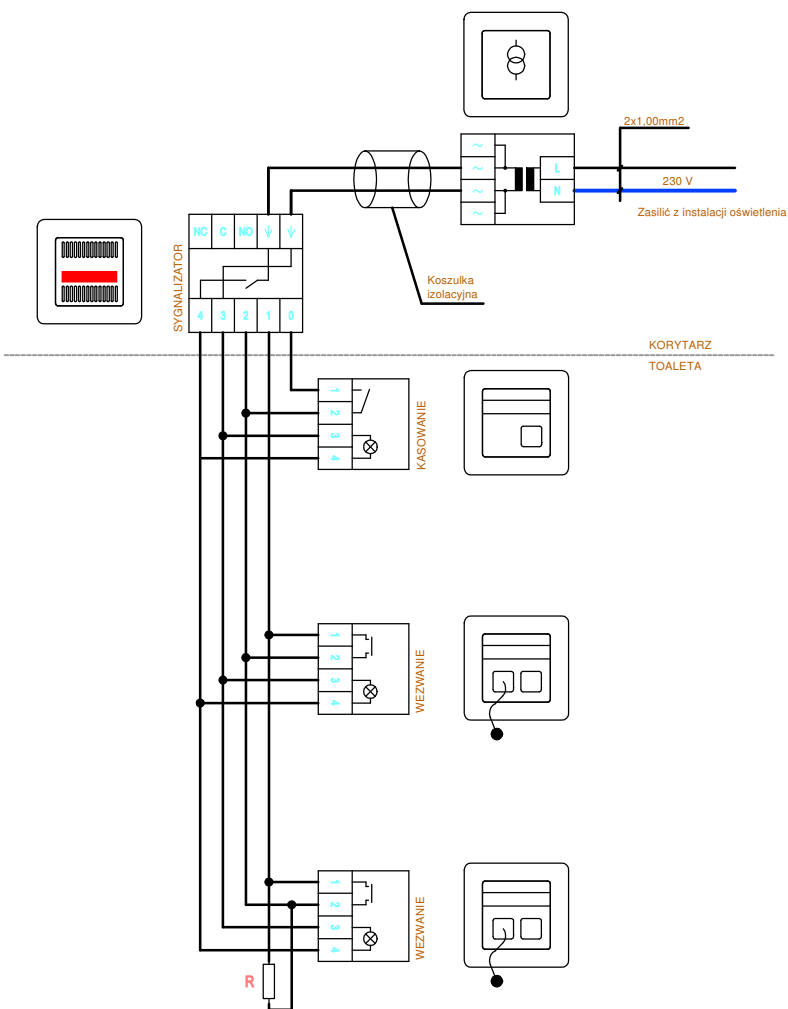 2x1,00mm2
~
~
L
230 V
~
N
Zasilić z instalacji oświetlenia
~
NC C NO
SYGNALIZATOR
Koszulka
izolacyjna
4 3 2 1 0
KORYTARZ
TOALETA
1
2
3
4
KASOWANIE
1
2
3
4
WEZWANIE
1
2
3
4
WEZWANIE
R